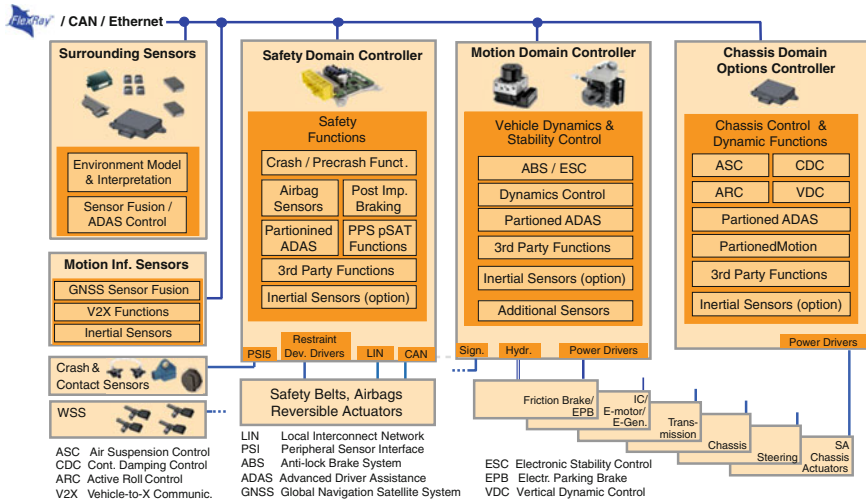 FlexRay™ / CAN / Ethernet
Surrounding Sensors
Environment Model
& Interpretation
Sensor Fusion /
ADAS Control
Motion Inf. Sensors
GNSS Sensor Fusion
V2X Functions
Inertial Sensors
Crash &
Contact Sensors
WSS
ASC Air Suspension Control
CDC Cont. Damping Control
ARC Active Roll Control
V2X Vehicle-to-X Communic.
Safety Domain Controller
Safety
Functions
Crash / Precrash Funct.
Airbag
Sensors
Post Imp.
Braking
Partionined
ADAS
PPS pSAT
Functions
3rd Party Functions
Inertial Sensors (option)
PSI5
Restraint
Dev. Drivers
LIN
CAN
Safety Belts, Airbags
Reversible Actuators
LIN Local Interconnect Network
PSI Peripheral Sensor Interface
ABS Anti-lock Brake System
ADAS Advanced Driver Assistance
GNSS Global Navigation Satellite System
Motion Domain Controller
Vehicle Dynamics &
Stability Control
ABS / ESC
Dynamics Control
Partioned ADAS
3rd Party Functions
Inertial Sensors (option)
Additional Sensors
Sign.
Hydr.
Power Drivers
Friction Brake/
EPB
IC/
E-motor/
E-Gen.
Trans-
mission
Chassis
Steering
SA
Chassis
Actuators
ESC Electronic Stability Control
EPB Electr. Parking Brake
VDC Vertical Dynamic Control
Chassis Domain
Options Controller
Chassis Control &
Dynamic Functions
ASC
CDC
ARC
VDC
Partioned ADAS
PartionedMotion
3rd Party Functions
Inertial Sensors (option)
Power Drivers